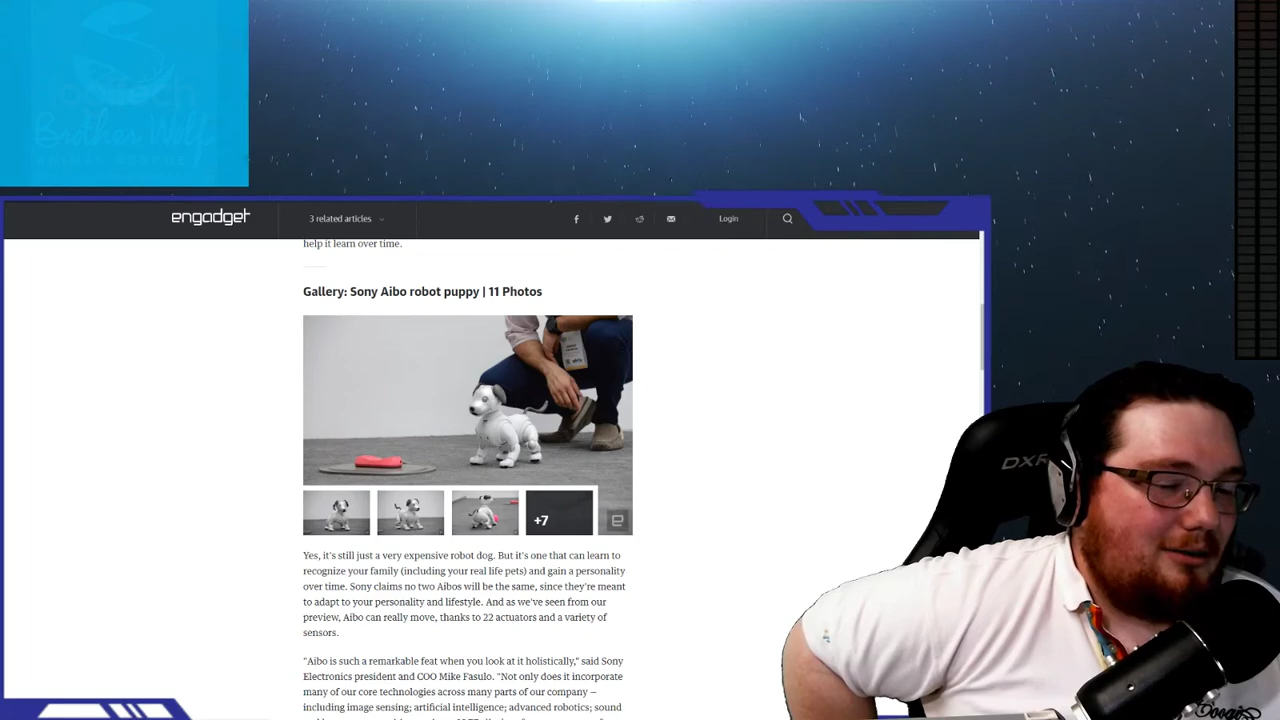 Brother Wolf
ANIMAL RESCUE
engadget
3 related articles
Login
help it learn over time.
Gallery: Sony Aibo robot puppy | 11 Photos
+7
Yes, it's still just a very expensive robot dog. But it's one that can learn to
recognize your family (including your real life pets) and gain a personality
over time. Sony claims no two Aibos will be the same, since they're meant
to adapt to your personality and lifestyle. And as we've seen from our
preview, Aibo can really move, thanks to 22 actuators and a variety of
sensors.
"Aibo is such a remarkable feat when you look at it holistically," said Sony
Electronics president and COO Mike Fasulo. "Not only does it incorporate
many of our core technologies across many parts of our company —
including image sensing; artificial intelligence; advanced robotics; sound
DXR